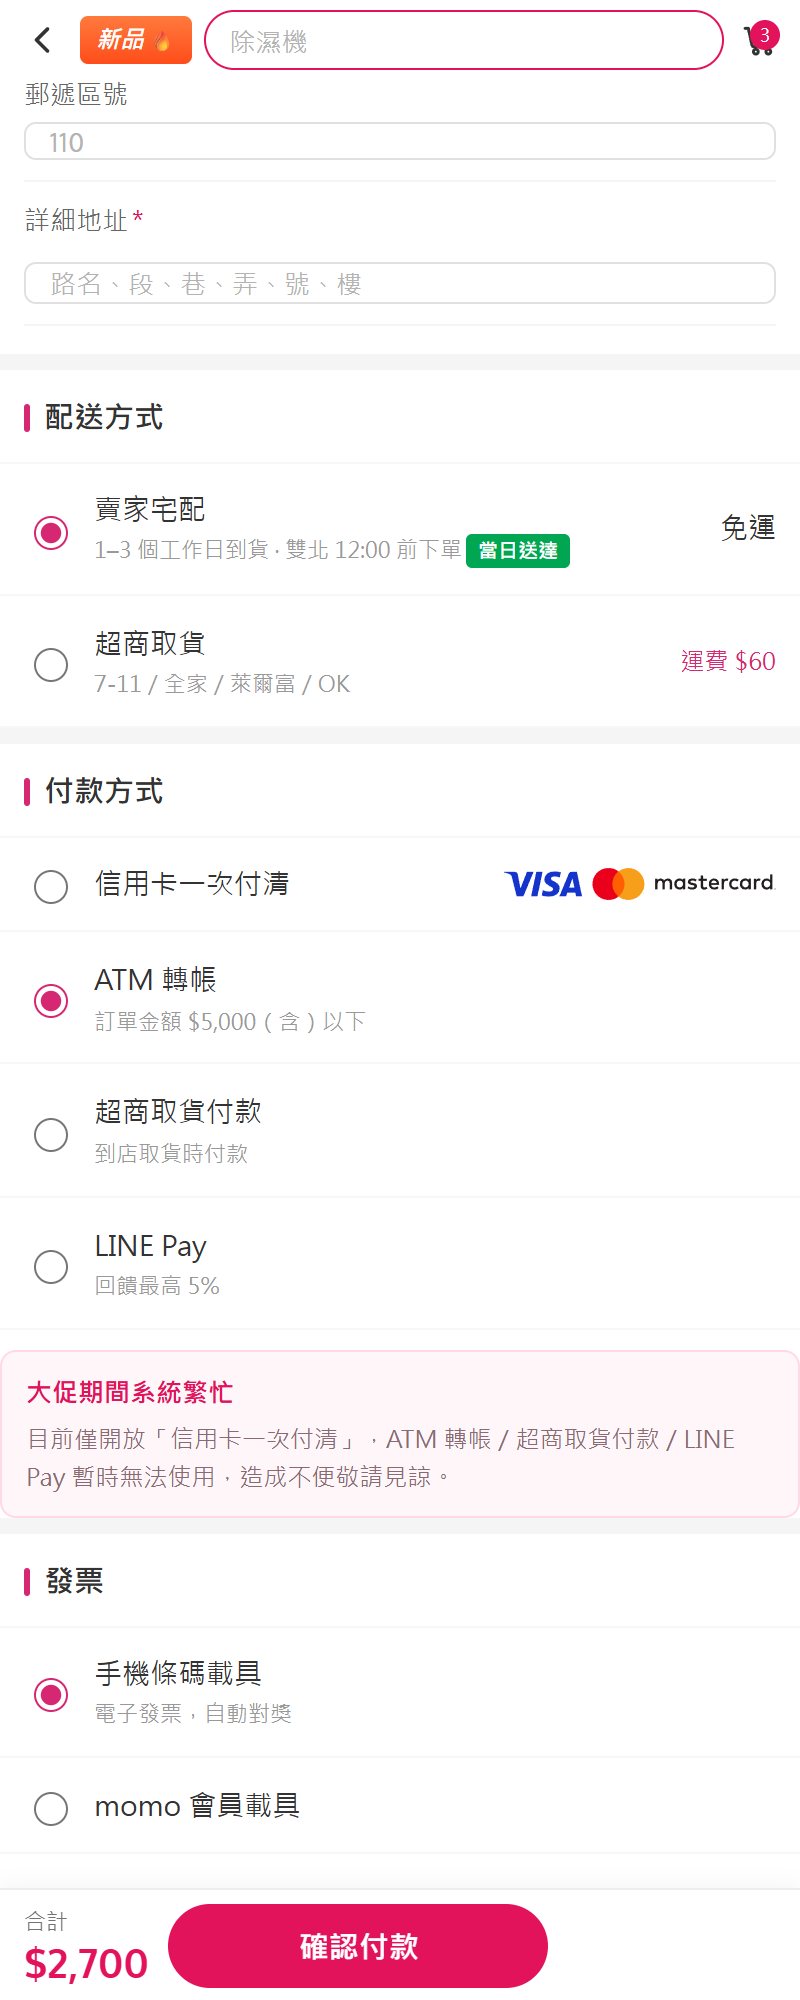 新品🔥
除濕機
3
郵遞區號
110
詳細地址*
路名、段、巷、弄、號、樓
配送方式
賣家宅配
免運
1–3 個工作日到貨 · 雙北 12:00 前下單 當日送達
超商取貨
運費 $60
7-11 / 全家 / 萊爾富 / OK
付款方式
信用卡一次付清
VISA mastercard
ATM 轉帳
訂單金額 $5,000（含）以下
超商取貨付款
到店取貨時付款
LINE Pay
回饋最高 5%
大促期間系統繁忙
目前僅開放「信用卡一次付清」，ATM 轉帳 / 超商取貨付款 / LINE
Pay 暫時無法使用，造成不便敬請見諒。
發票
手機條碼載具
電子發票，自動對獎
momo 會員載具
合計
$2,700
確認付款